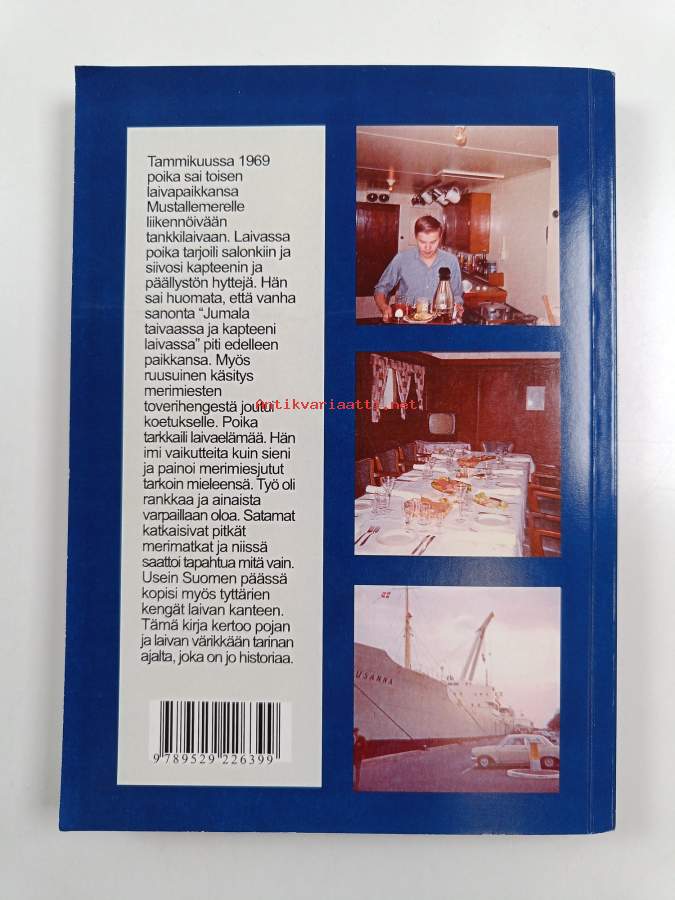 Tammikuussa 1969
poika sai toisen
laivapaikkansa
Mustallemerelle
liikennöivään
tankkilaivaan. Laivassa
poika tarjoili salonkiin ja
siivosi kapteenin ja
päällystön hyttejä. Hän
sai huomata, että vanha
sanonta “Jumala
taivaassa ja kapteeni
laivassa” piti edelleen
paikkansa. Myös
ruusuinen käsitys
merimiesten
toverihengestä joutui
koetukselle. Poika
tarkkaili laivaelämää. Hän
imi vaikutteita kuin sieni
ja painoi merimiesjutut
tarkoin mieleensä. Työ oli
rankkaa ja ainaista
varpaillaan oloa. Satamat
katkaisivat pitkät
merimatkat ja niissä
saattoi tapahtua mitä vain.
Usein Suomen päässä
kopisi myös tyttärien
kengät laivan kanteen.
Tämä kirja kertoo pojan
ja laivan värikkään tarinan
ajalta, joka on jo historiaa.
9 789529 226399
Antikvariaatti.net
USANNA